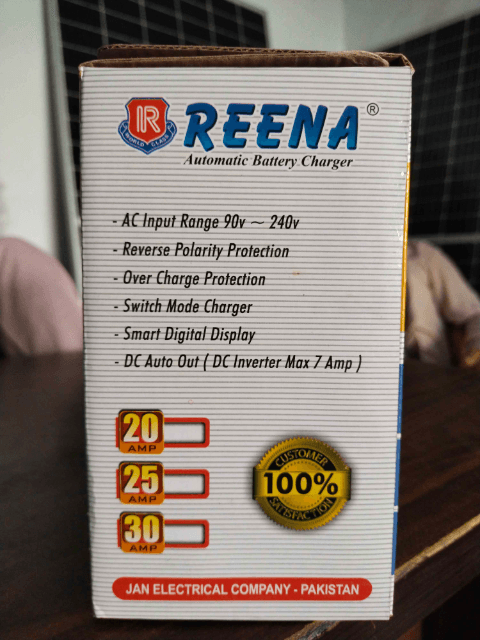 R
WORLD CLASS
REENA®
Automatic Battery Charger
- AC Input Range 90v ~ 240v
- Reverse Polarity Protection
- Over Charge Protection
- Switch Mode Charger
- Smart Digital Display
- DC Auto Out ( DC Inverter Max 7 Amp )
20
AMP
25
AMP
30
AMP
CUSTOMER
100%
SATISFACTION
JAN ELECTRICAL COMPANY - PAKISTAN